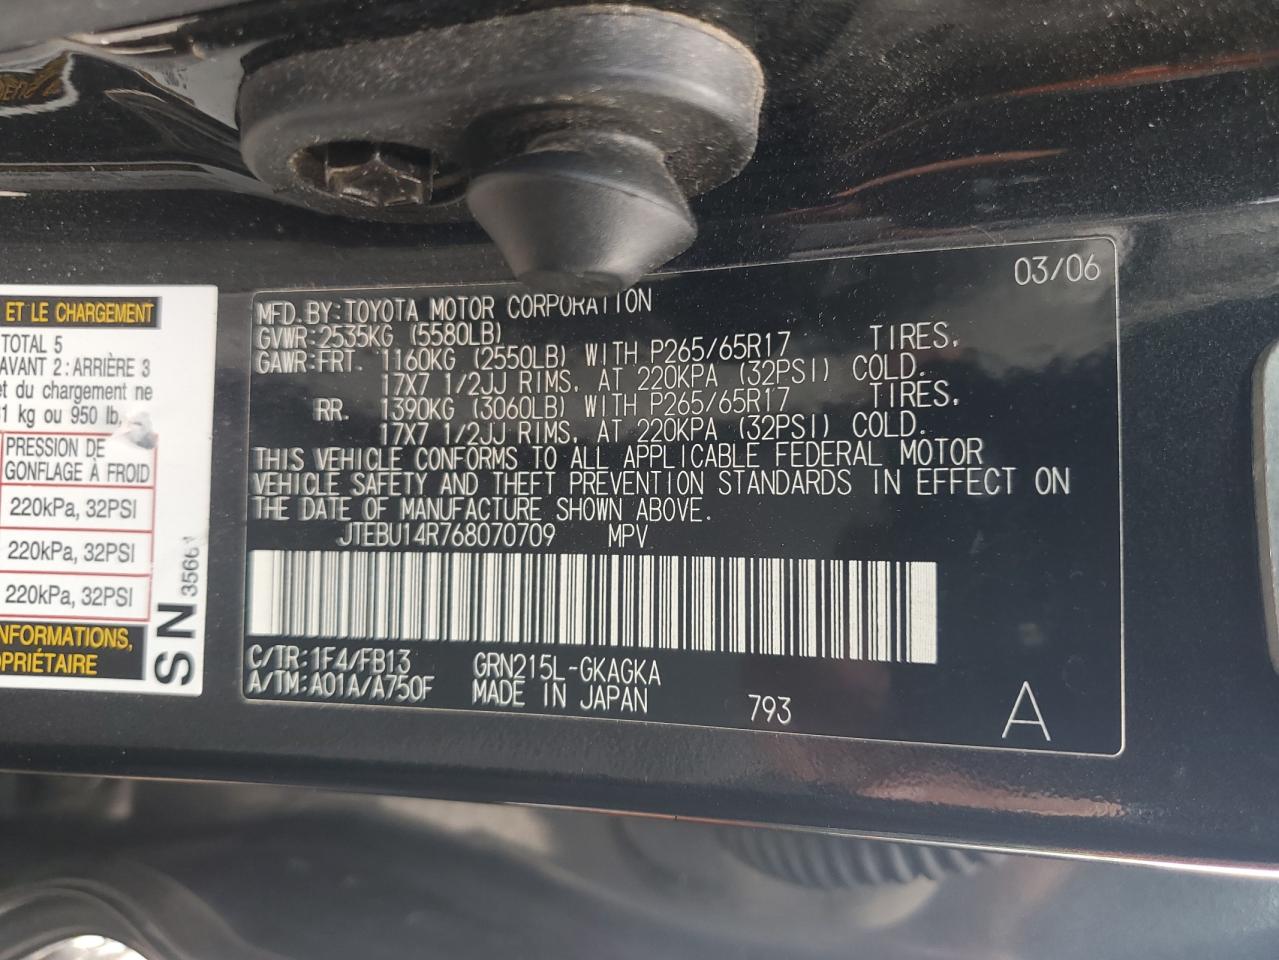 ET LE CHARGEMENT
TOTAL 5
AVANT 2 : ARRIÈRE 3
et du chargement ne
kg ou 950 lb.
PRESSION DE
GONFLAGE À FROID
220kPa, 32PSI
220kPa, 32PSI
220kPa, 32PSI
SN
03/06
MFD. BY: TOYOTA MOTOR CORPORATION
GVWR: 2535KG (5580LB)
GAWR: FRT. 1160KG (2550LB) WITH P265/65R17 TIRES,
17X7 1/2JJ RIMS, AT 220KPA (32PSI) COLD.
RR. 1390KG (3060LB) WITH P265/65R17 TIRES,
17X7 1/2JJ RIMS, AT 220KPA (32PSI) COLD.
THIS VEHICLE CONFORMS TO ALL APPLICABLE FEDERAL MOTOR
VEHICLE SAFETY AND THEFT PREVENTION STANDARDS IN EFFECT ON
THE DATE OF MANUFACTURE SHOWN ABOVE.
JTEBU14R768070709 MPV
C/TR: 1F4/FB13 GRN215L-GKAGKA
A/TM: A01A/A750F MADE IN JAPAN
793
A